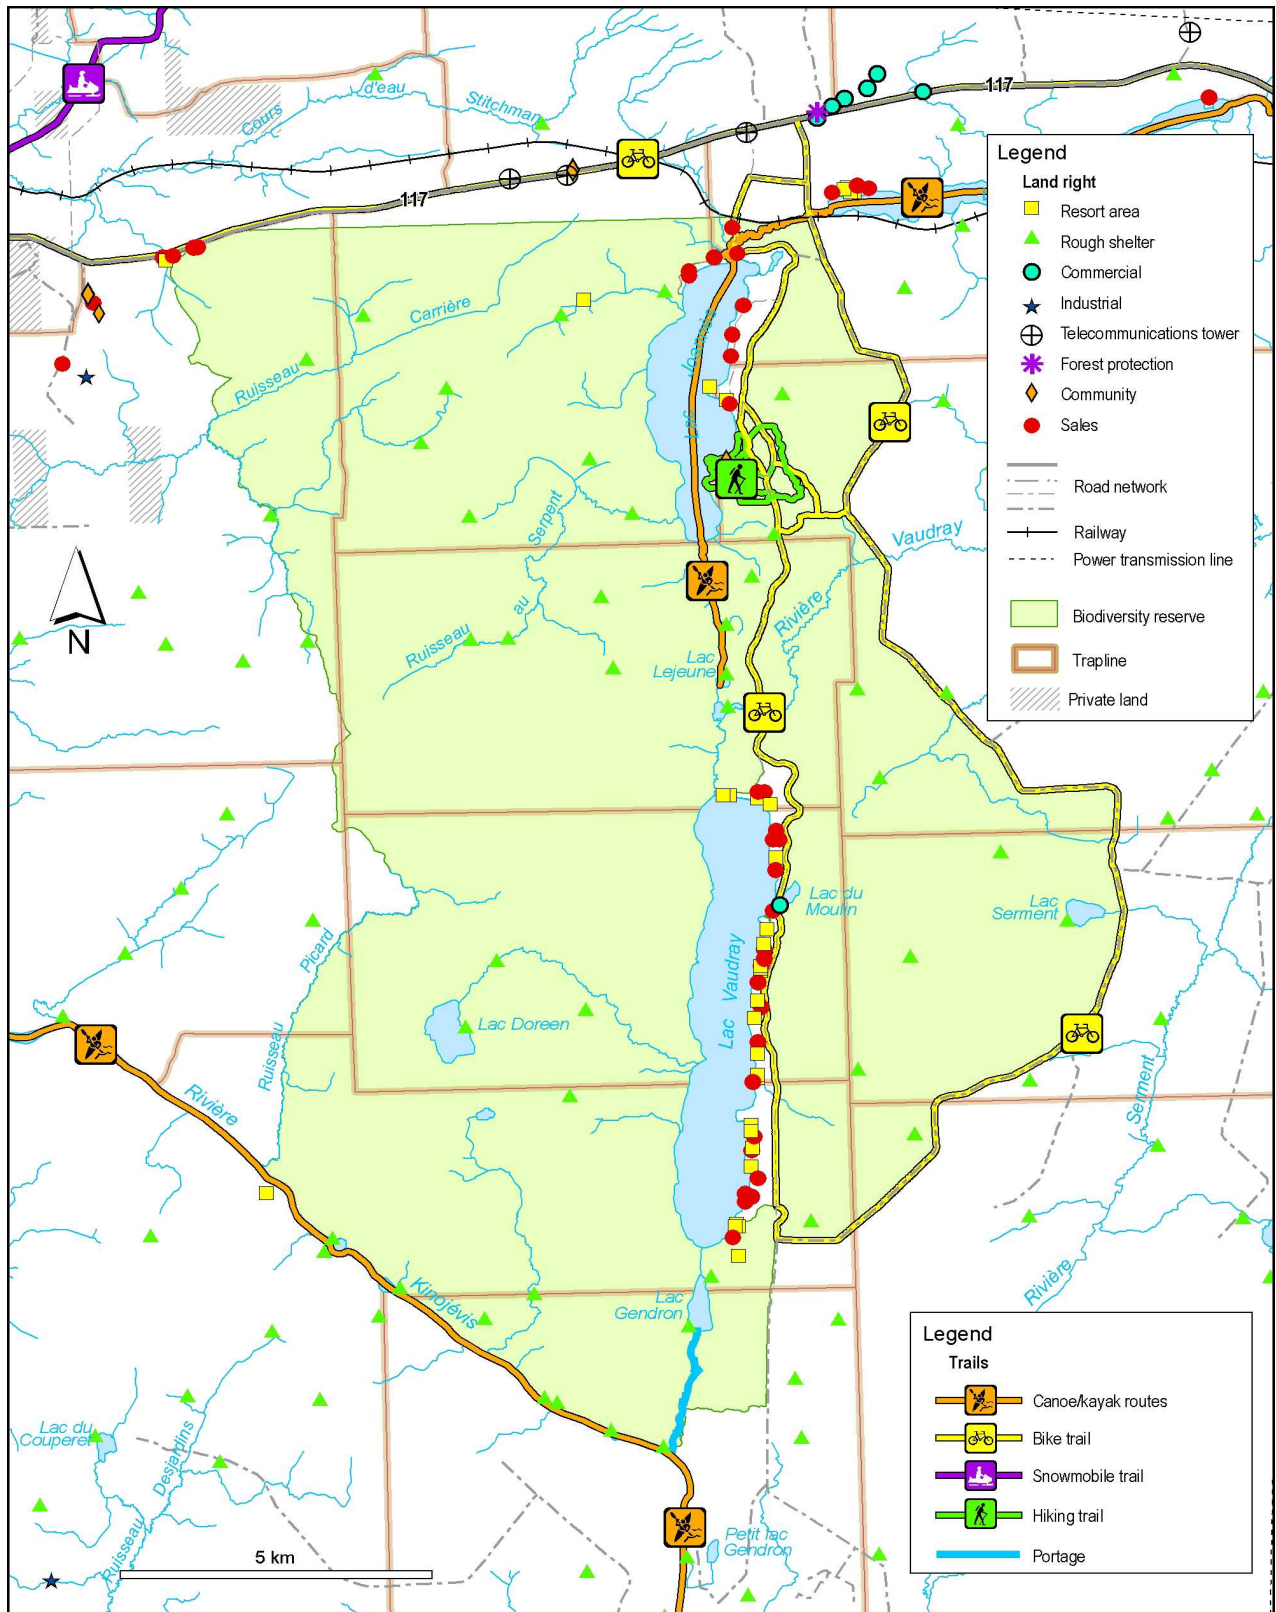 117
Cours
d'eau
Stitchman
117
Legend
Land right
Resort area
Rough shelter
Commercial
Industrial
Telecommunications tower
Forest protection
Community
Sales
Road network
Railway
Power transmission line
Biodiversity reserve
Trapline
Private land
Ruisseau
Carrière
Lac
Joannès
Ruisseau
au
Serpent
Rivière
Vaudray
N
Lac
Lejeune
Lac du
Moulin
Lac
Serment
Lac Vaudray
Lac Doreen
Ruisseau
Picard
Rivière
Kinojévis
Rivière
Serment
Lac
Gendron
Lac du
Couperet
Ruisseau
Desjardins
Petit lac
Gendron
5 km
Legend
Trails
Canoe/kayak routes
Bike trail
Snowmobile trail
Hiking trail
Portage